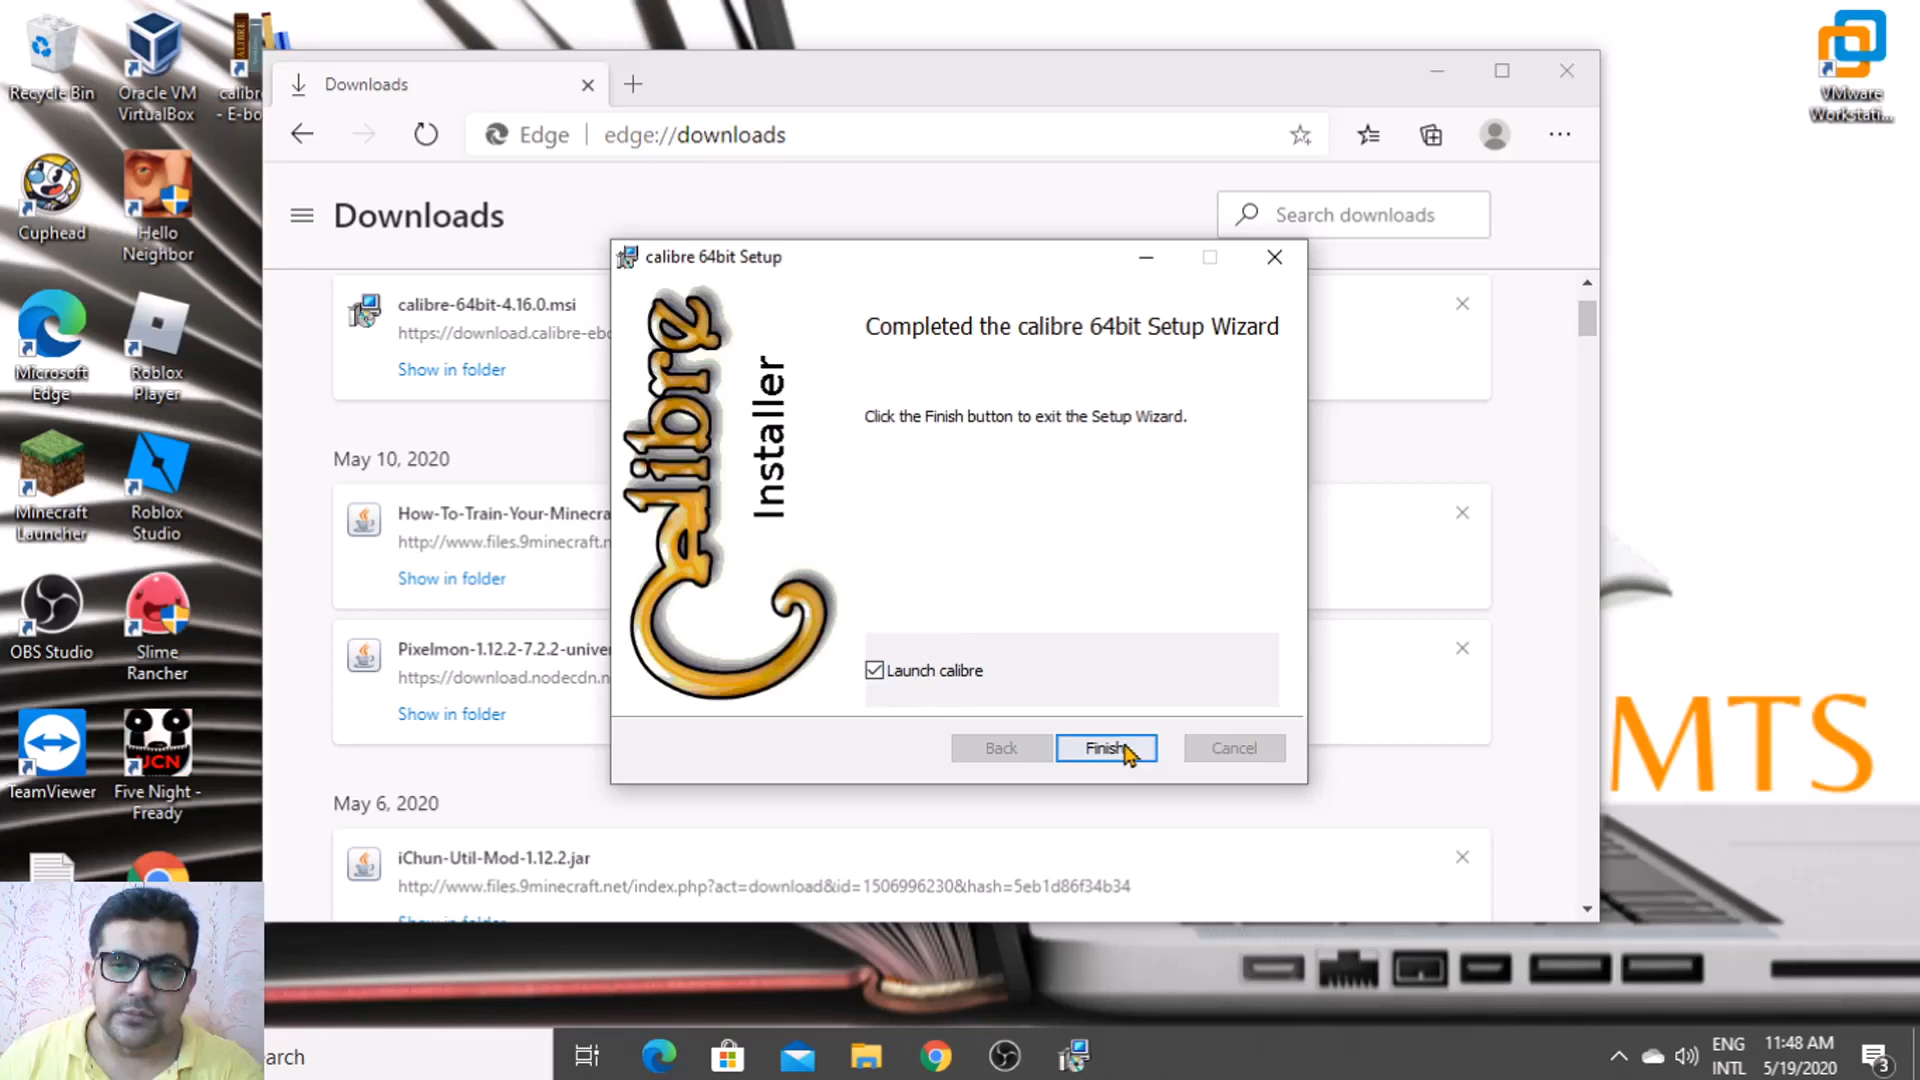 Recycle Bin
Oracle VM
VirtualBox
calibr
- E-bo
Cuphead
Hello
Neighbor
Microsoft
Edge
Roblox
Player
Minecraft
Launcher
Roblox
Studio
OBS Studio
Slime
Rancher
TeamViewer
Five Night -
Fready
UCN
VMware
Workstati...
Downloads
Edge
edge://downloads
Downloads
Search downloads
calibre-64bit-4.16.0.msi
https://download.calibre-ebo
Show in folder
May 10, 2020
How-To-Train-Your-Minecra
http://www.files.9minecraft.n
Show in folder
Pixelmon-1.12.2-7.2.2-univer
https://download.nodecdn.n
Show in folder
May 6, 2020
iChun-Util-Mod-1.12.2.jar
http://www.files.9minecraft.net/index.php?act=download&id=1506996230&hash=5eb1d86f34b34
Show in folder
calibre 64bit Setup
Calibre
Installer
Completed the calibre 64bit Setup Wizard
Click the Finish button to exit the Setup Wizard.
Launch calibre
Back
Finish
Cancel
MTS
earch
ENG
INTL
11:48 AM
5/19/2020
3